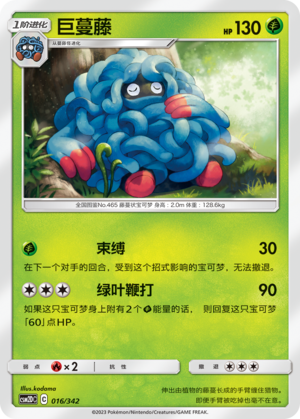 1阶进化
巨蔓藤
HP 130
从蔓藤怪进化
全国图鉴No.465 藤蔓状宝可梦 身高：2.0m 体重：128.6kg
束缚 30
在下一个对手的回合，受到这个招式影响的宝可梦，无法撤退。
绿叶鞭打 90
如果这只宝可梦身上附有2个能量的话，则回复这只宝可梦
「60」点HP。
弱点 ×2 抗性 撤退
Illus.kodama
CSM2DC C 016/342
伸出由植物的藤蔓长成的手臂缠住猎物。
即便手臂被吃掉也毫不在意。
©2023 Pokémon/Nintendo/Creatures/GAME FREAK.